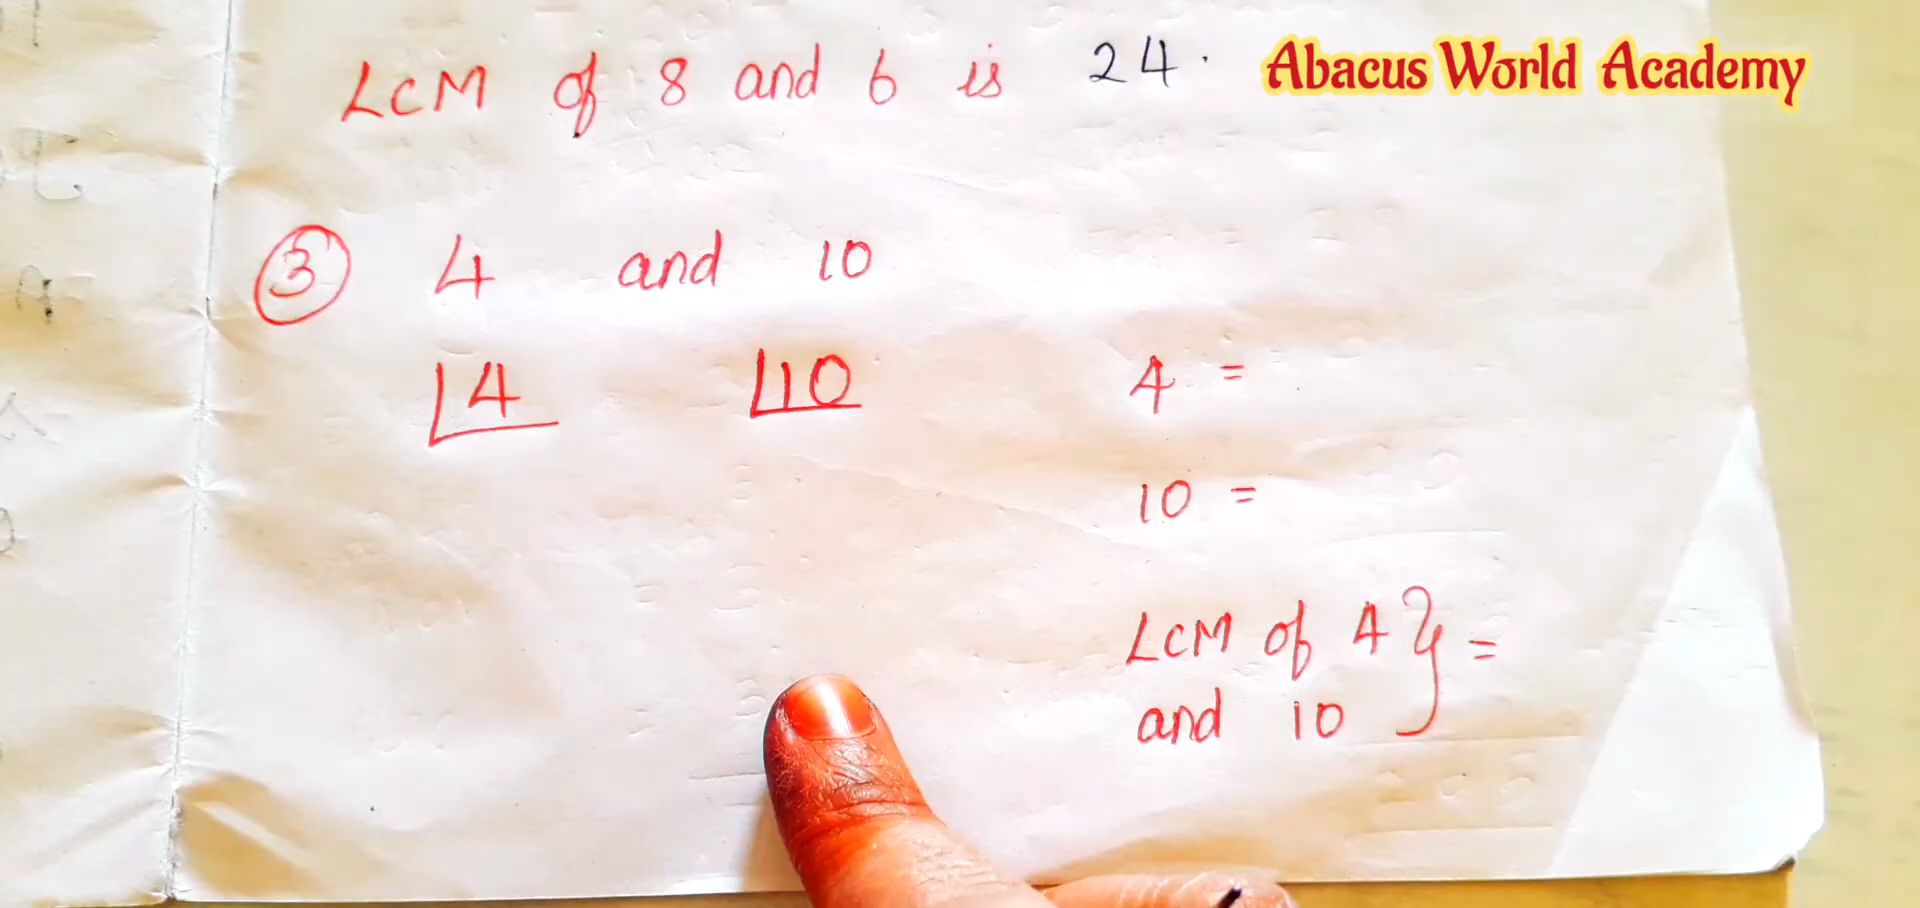 LCM of 8 and 6 is 24.
Abacus World Academy
3 4 and 10
4 10 4 =
10 =
LCM of 4 } =
and 10